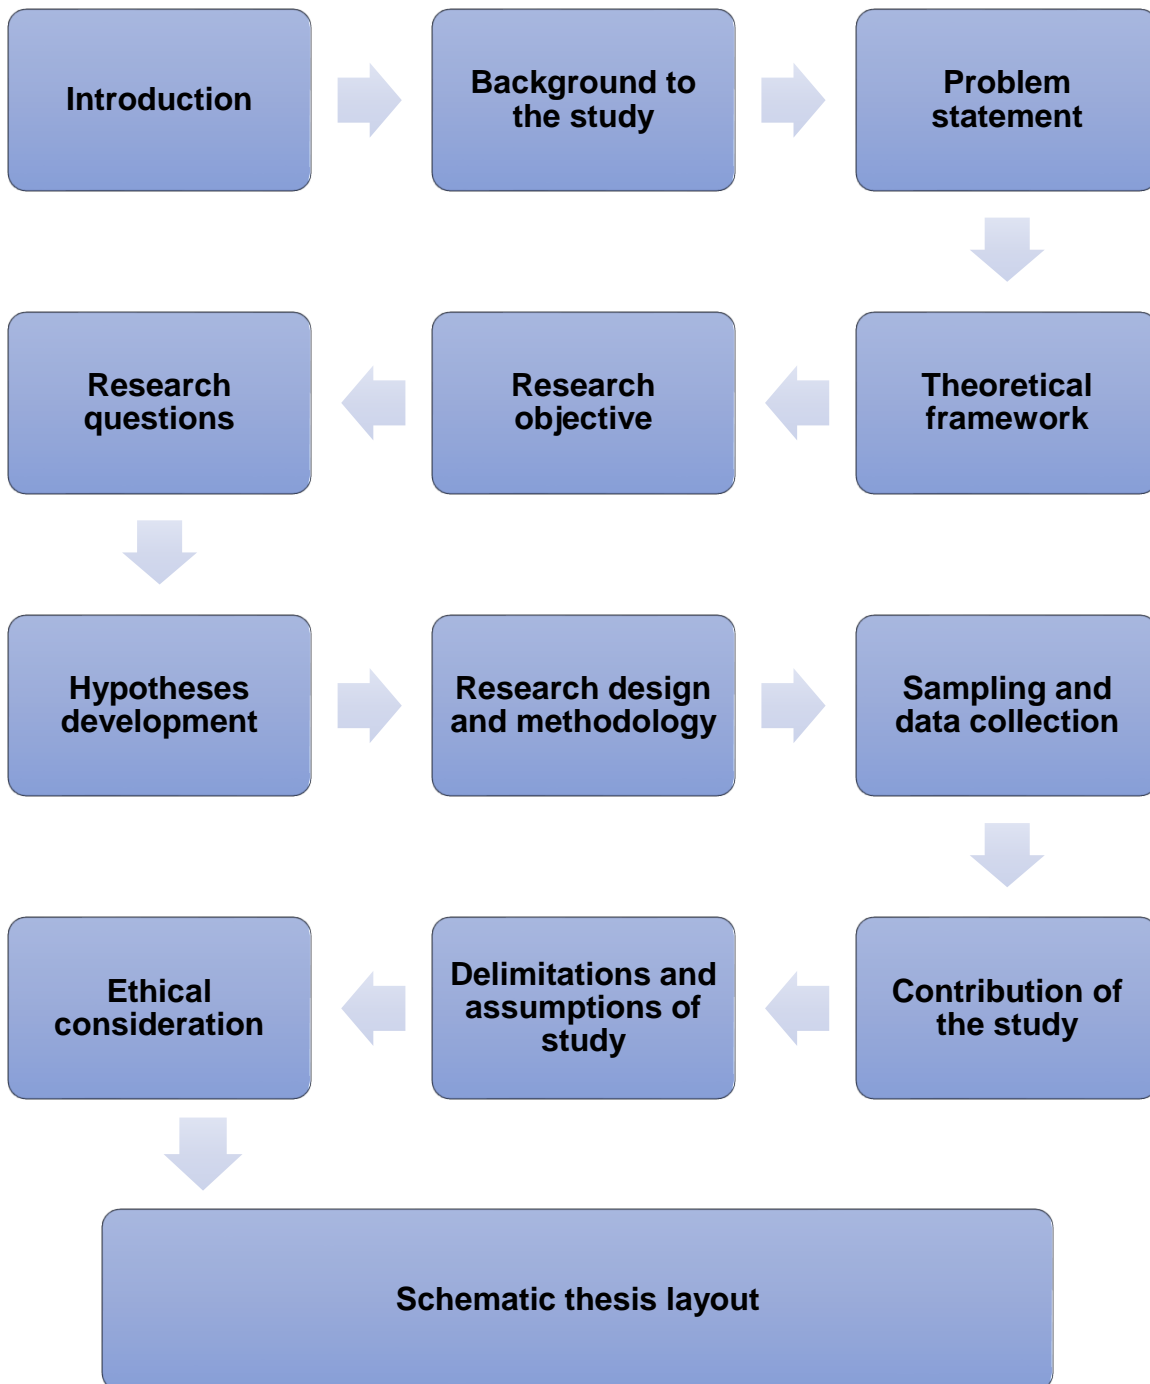 Introduction
Background to
the study
Problem
statement
Theoretical
framework
Research
objective
Research
questions
Hypotheses
development
Research design
and methodology
Sampling and
data collection
Contribution of
the study
Delimitations and
assumptions of
study
Ethical
consideration
Schematic thesis layout